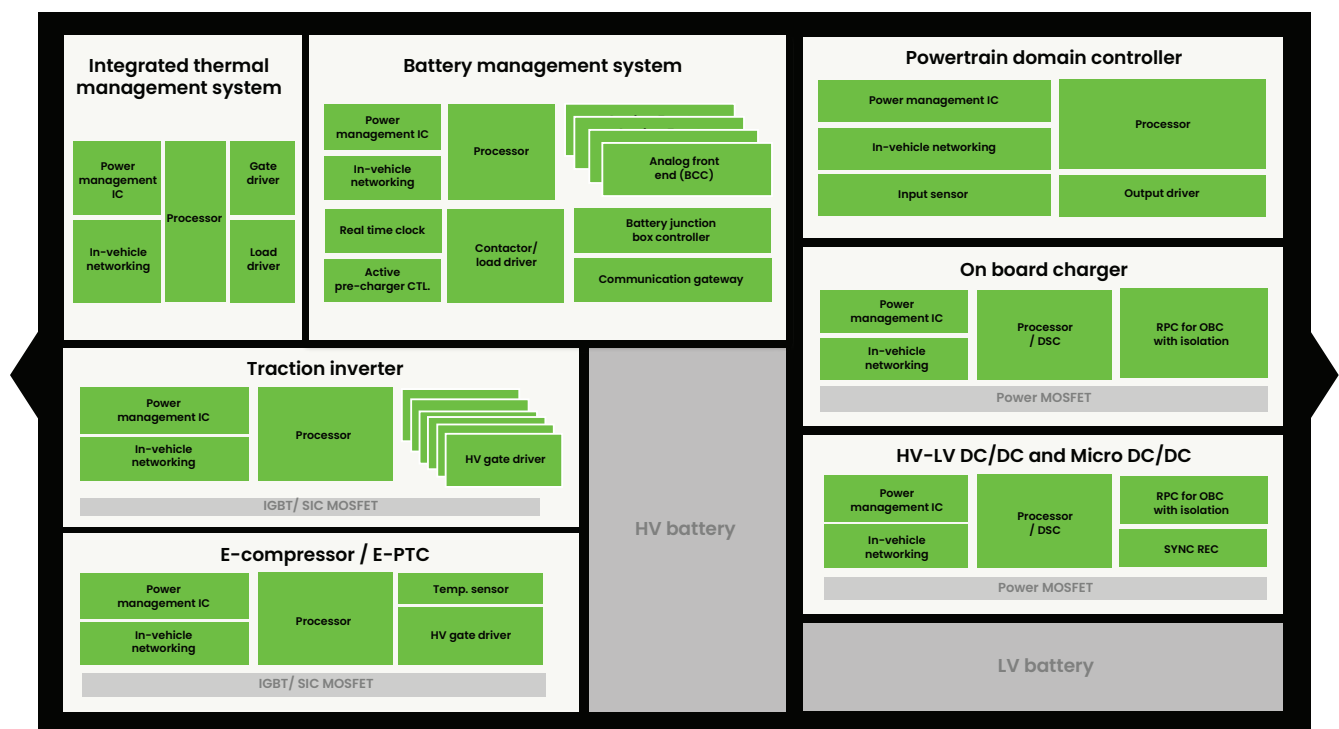 Integrated thermal
management system
Power
management
IC
In-vehicle
networking
Processor
Gate
driver
Load
driver
Battery management system
Power
management IC
In-vehicle
networking
Processor
Analog front
end (BCC)
Real time clock
Active
pre-charger CTL.
Contactor/
load driver
Battery junction
box controller
Communication gateway
Powertrain domain controller
Power management IC
In-vehicle networking
Input sensor
Processor
Output driver
On board charger
Power
management IC
In-vehicle
networking
Processor
/ DSC
RPC for OBC
with isolation
Power MOSFET
Traction inverter
Power
management IC
In-vehicle
networking
Processor
HV gate driver
IGBT/ SIC MOSFET
HV battery
HV-LV DC/DC and Micro DC/DC
Power
management IC
In-vehicle
networking
Processor
/ DSC
RPC for OBC
with isolation
SYNC REC
Power MOSFET
E-compressor / E-PTC
Power
management IC
In-vehicle
networking
Processor
Temp. sensor
HV gate driver
IGBT/ SIC MOSFET
LV battery